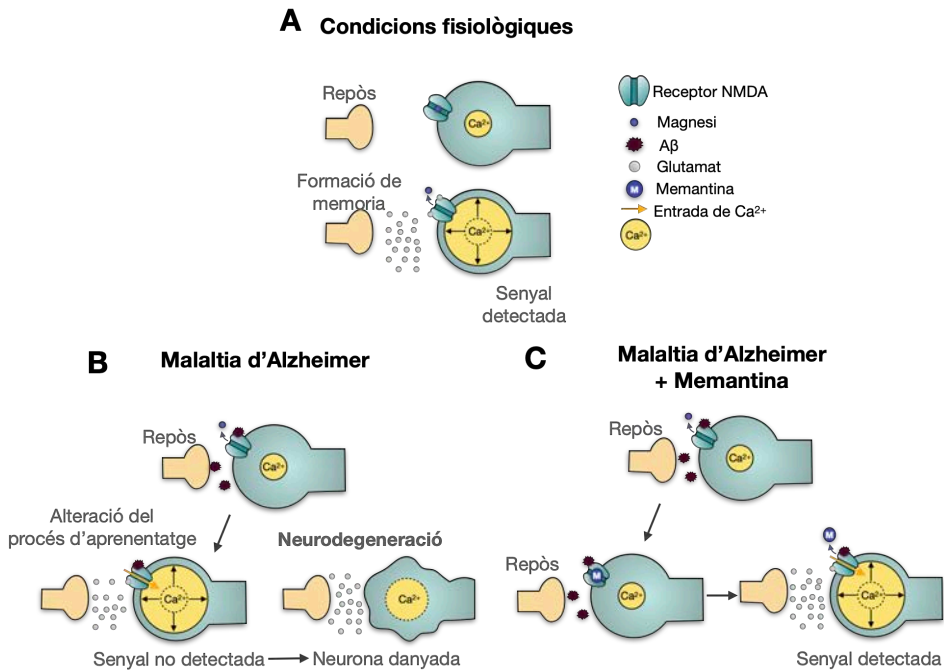 A Condicions fisiològiques
Repòs
Ca²⁺
Formació de
memoria
Ca²⁺
Senyal
detectada
Receptor NMDA
Magnesi
Aβ
Glutamat
M Memantina
Entrada de Ca²⁺
Ca²⁺
B Malaltia d’Alzheimer
Repòs
Ca²⁺
Alteració del
procés d’aprenentatge
Ca²⁺
Senyal no detectada
Neurodegeneració
Ca²⁺
Neurona danyada
C Malaltia d’Alzheimer
+ Memantina
Repòs
Ca²⁺
Repòs
M
Ca²⁺
M
Ca²⁺
Senyal detectada